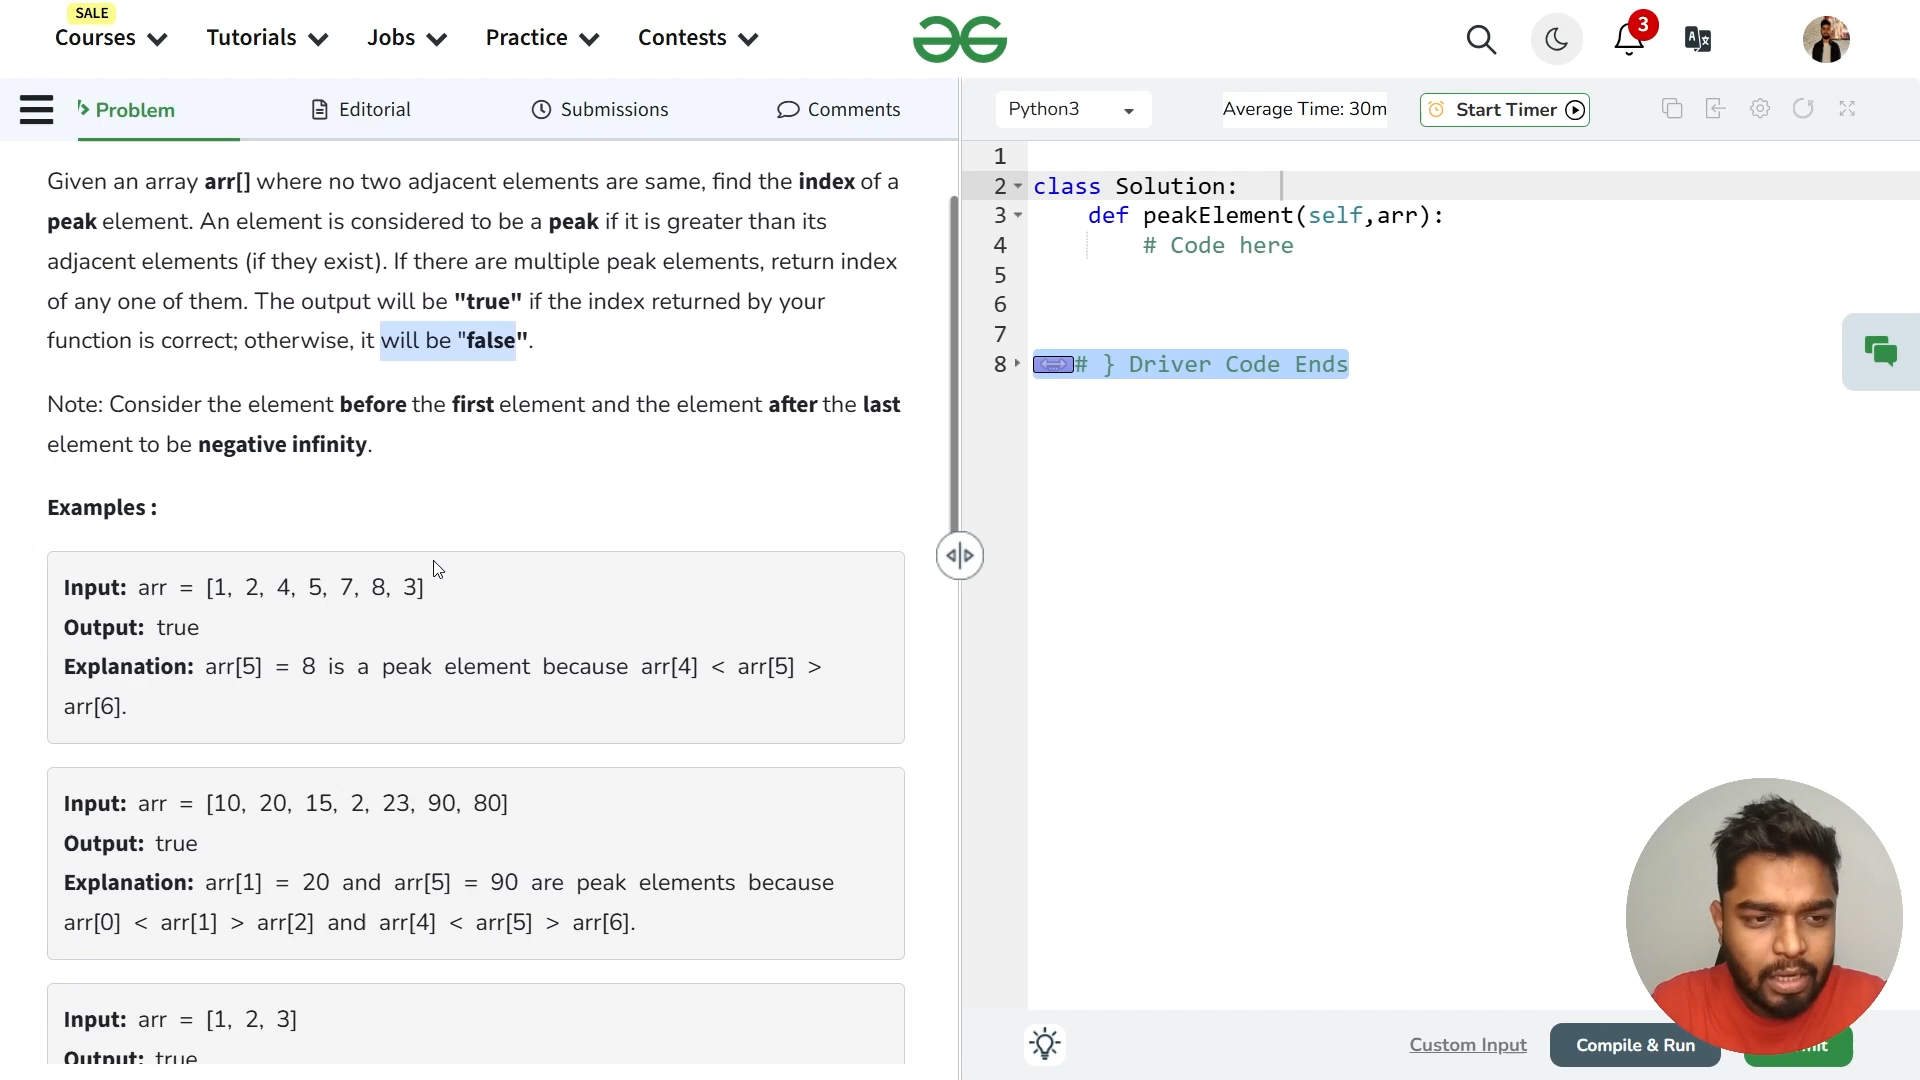 SALE
Courses Tutorials Jobs Practice Contests
3
Problem Editorial Submissions Comments
Given an array arr[] where no two adjacent elements are same, find the index of a
peak element. An element is considered to be a peak if it is greater than its
adjacent elements (if they exist). If there are multiple peak elements, return index
of any one of them. The output will be "true" if the index returned by your
function is correct; otherwise, it will be "false".
Note: Consider the element before the first element and the element after the last
element to be negative infinity.
Examples :
Input: arr = [1, 2, 4, 5, 7, 8, 3]
Output: true
Explanation: arr[5] = 8 is a peak element because arr[4] < arr[5] >
arr[6].
Input: arr = [10, 20, 15, 2, 23, 90, 80]
Output: true
Explanation: arr[1] = 20 and arr[5] = 90 are peak elements because
arr[0] < arr[1] > arr[2] and arr[4] < arr[5] > arr[6].
Input: arr = [1, 2, 3]
Output: true
Python3 Average Time: 30m Start Timer
1
2 class Solution:
3 def peakElement(self,arr):
4 # Code here
5
6
7
8 # } Driver Code Ends
Custom Input Compile & Run